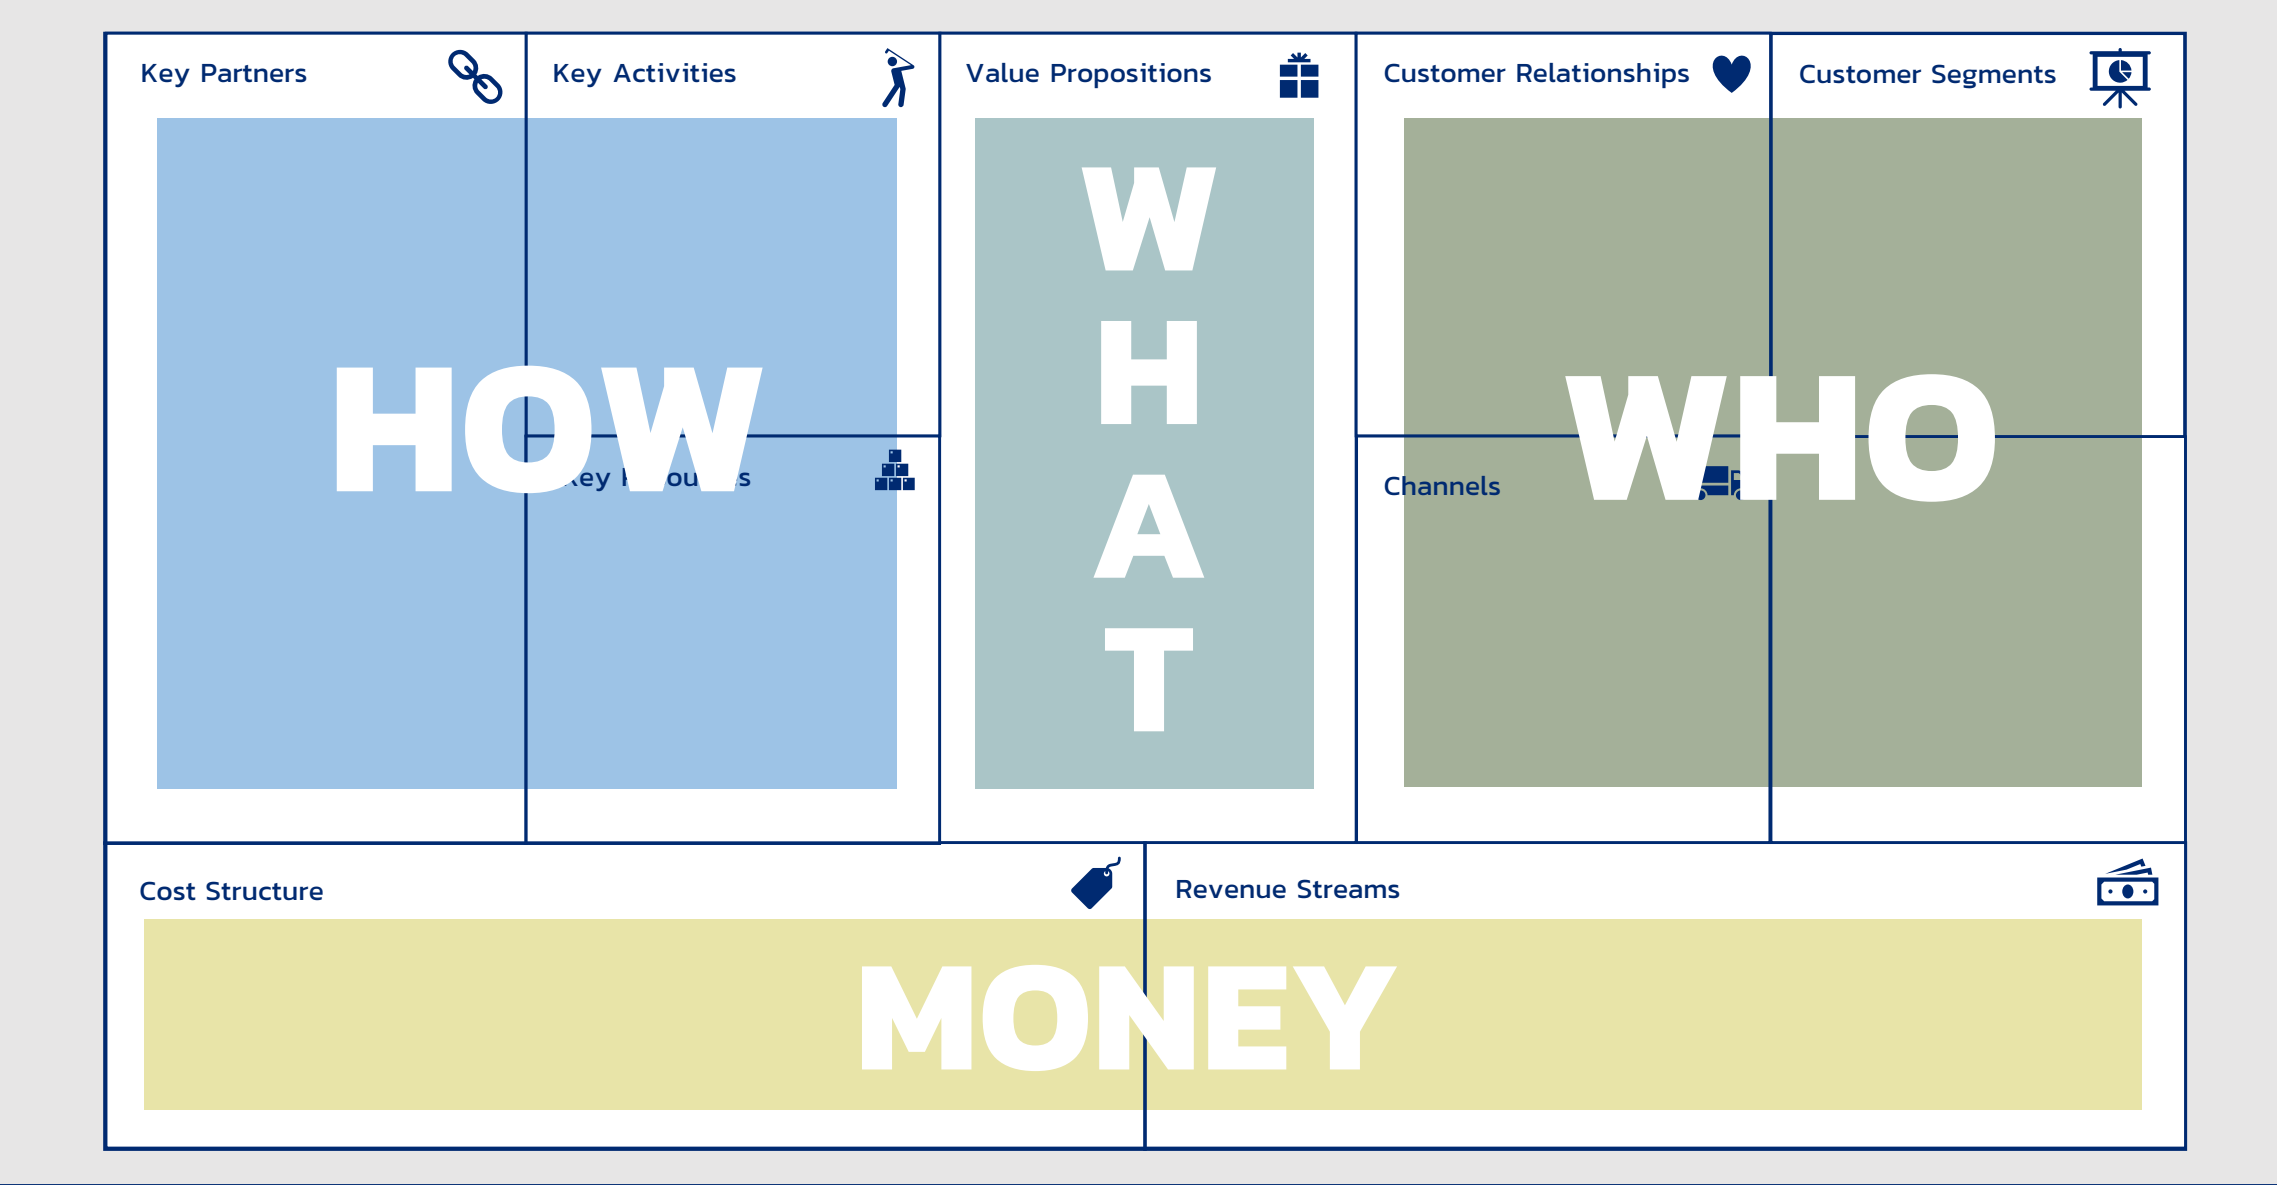 Key Partners
Key Activities
Value Propositions
Customer Relationships
Customer Segments
HOW
WHAT
WHO
Key
Channels
Cost Structure
Revenue Streams
MONEY